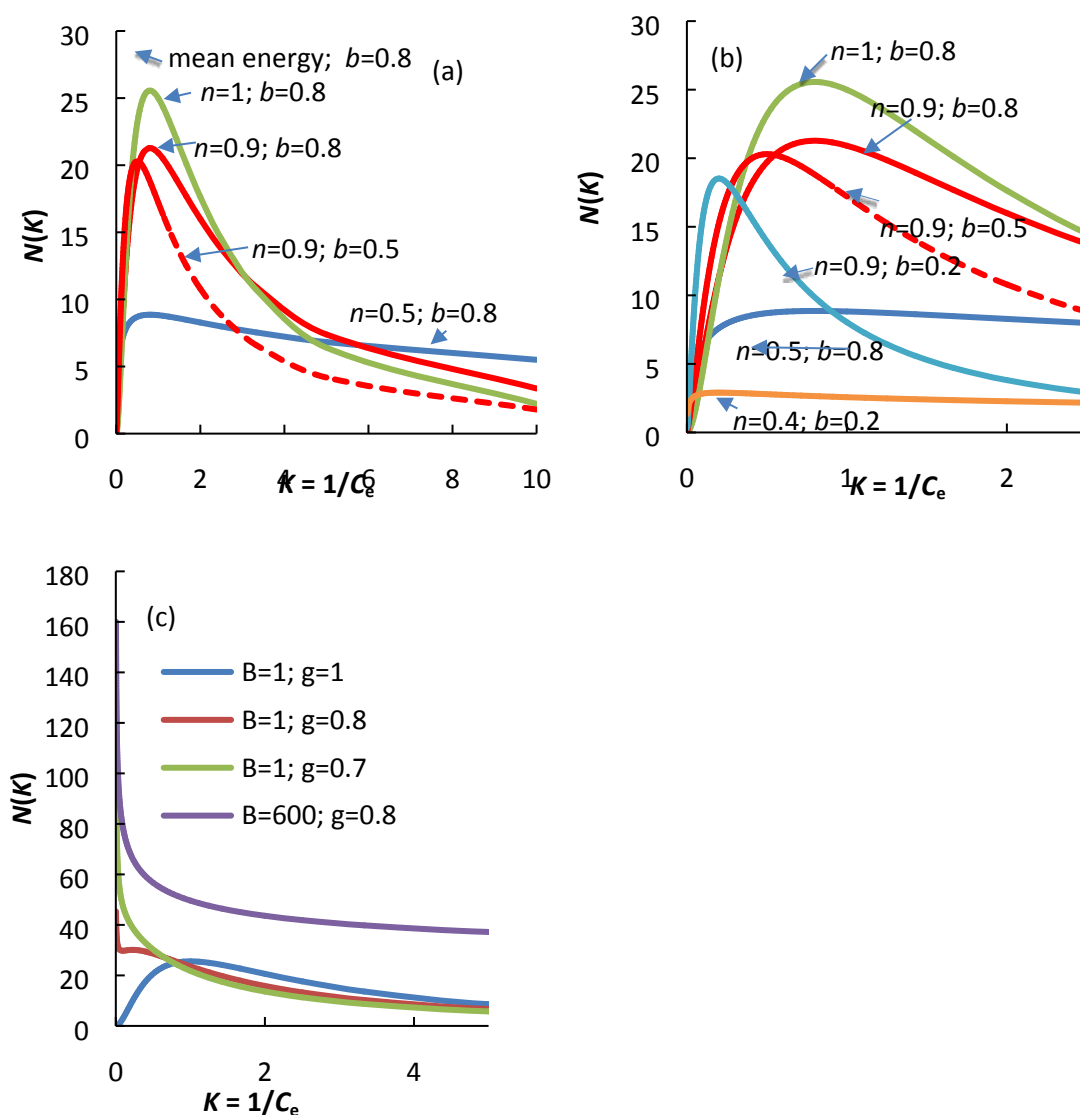 30
25
20
15
10
5
0
N(K)
mean energy; b=0.8
(a)
n=1; b=0.8
n=0.9; b=0.8
n=0.9; b=0.5
n=0.5; b=0.8
0 2 4 6 8 10
K = 1/Ce
30
25
20
15
10
5
0
N(K)
(b)
n=1; b=0.8
n=0.9; b=0.8
n=0.9; b=0.5
n=0.9; b=0.2
n=0.5; b=0.8
n=0.4; b=0.2
0 1 2
K = 1/Ce
180
160
140
120
100
80
60
40
20
0
N(K)
(c)
B=1; g=1
B=1; g=0.8
B=1; g=0.7
B=600; g=0.8
0 2 4
K = 1/Ce